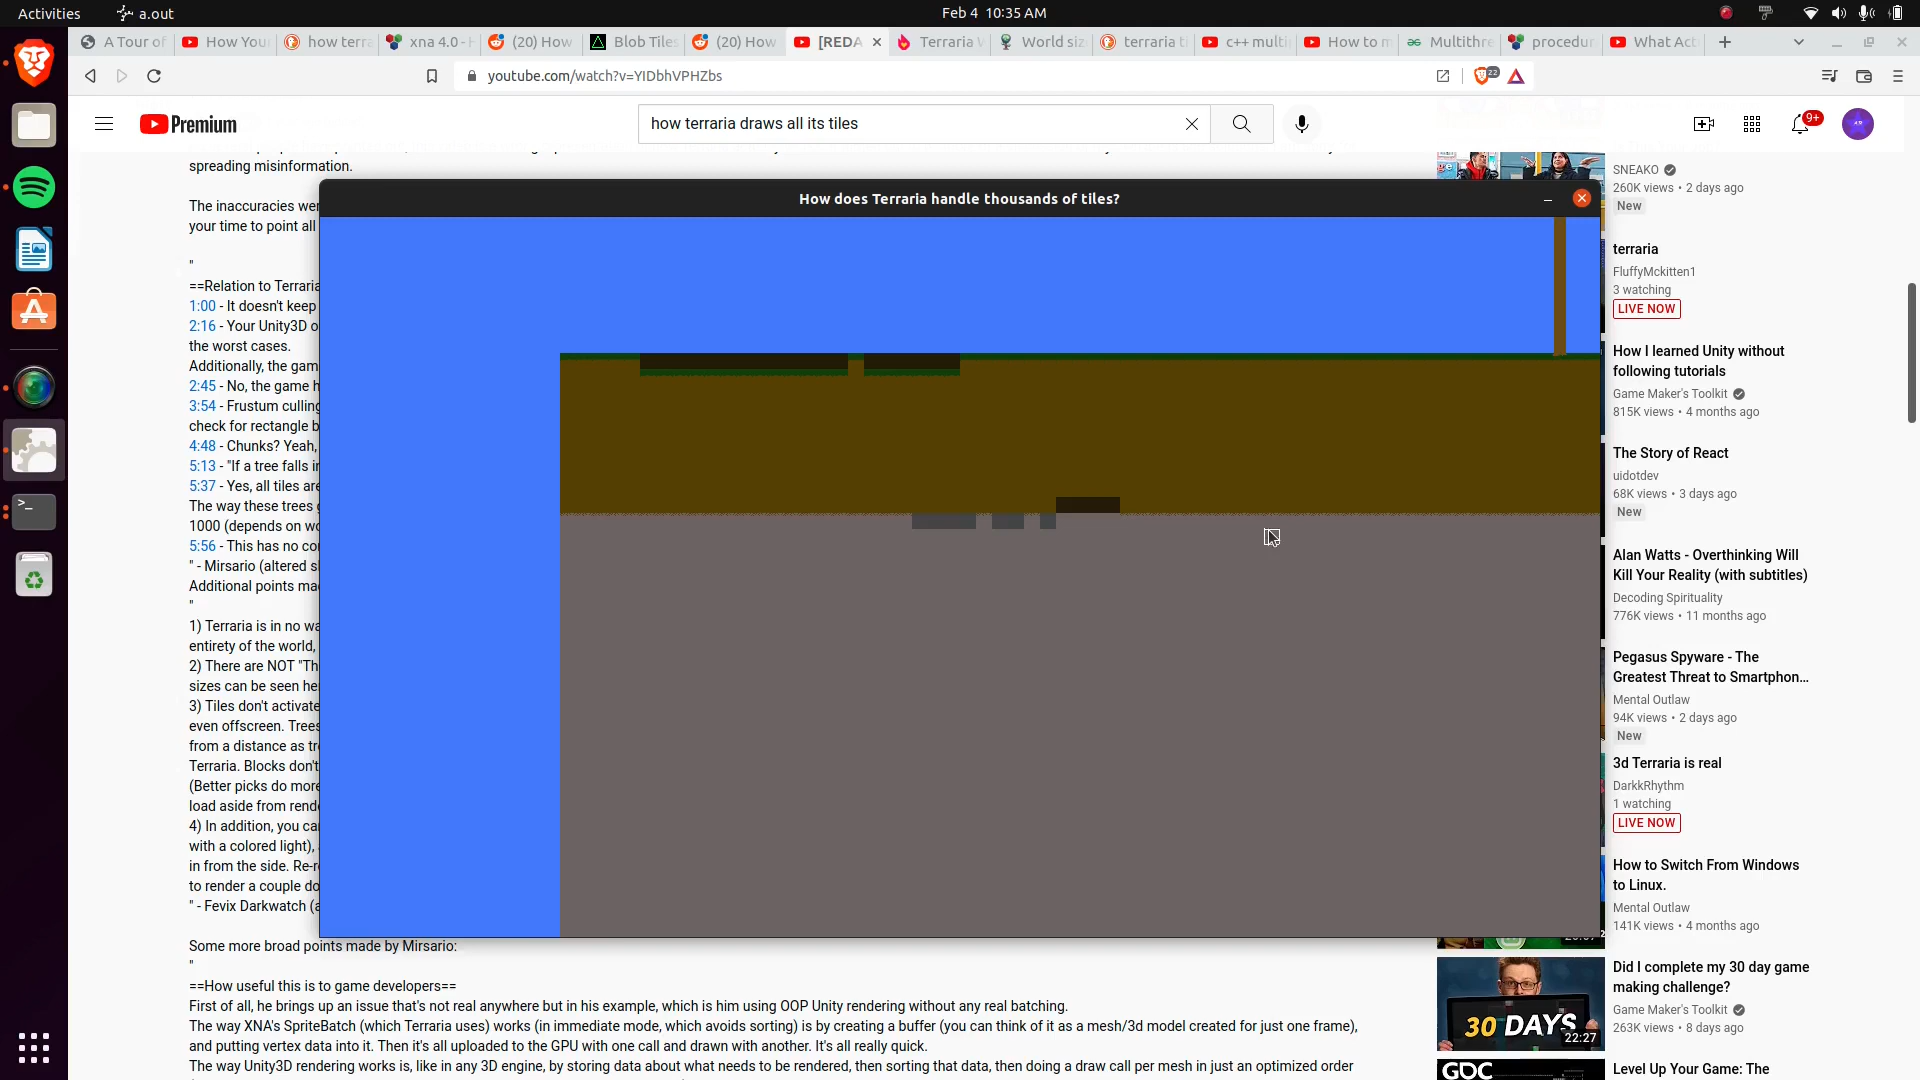 Activities
a.out
Feb 4 10:35 AM
A Tour of
How You
how terra
xna 4.0 -
(20) How
Blob Tiles
(20) How
[REDA
Terraria
World siz
terraria
c++ multi
How to m
Multithre
procedur
What Act
youtube.com/watch?v=YIDbhVPHZbs
22
Premium
how terraria draws all its tiles
9+
spreading misinformation.
The inaccuracies wer
your time to point all
"
==Relation to Terraria
1:00 - It doesn't keep
2:16 - Your Unity3D o
the worst cases.
Additionally, the gam
2:45 - No, the game h
3:54 - Frustum culling
check for rectangle b
4:48 - Chunks? Yeah,
5:13 - "If a tree falls in
5:37 - Yes, all tiles are
The way these trees g
1000 (depends on wo
5:56 - This has no con
" - Mirsario (altered s
Additional points mad
"
1) Terraria is in no wa
entirety of the world,
2) There are NOT "Th
sizes can be seen her
3) Tiles don't activate
even offscreen. Trees
from a distance as tr
Terraria. Blocks don't
(Better picks do more
load aside from rende
4) In addition, you can
with a colored light),
in from the side. Re-r
to render a couple do
" - Fevix Darkwatch (a
Some more broad points made by Mirsario:
"
==How useful this is to game developers==
First of all, he brings up an issue that's not real anywhere but in his example, which is him using OOP Unity rendering without any real batching.
The way XNA's SpriteBatch (which Terraria uses) works (in immediate mode, which avoids sorting) is by creating a buffer (you can think of it as a mesh/3d model created for just one frame),
and putting vertex data into it. Then it's all uploaded to the GPU with one call and drawn with another. It's all really quick.
The way Unity3D rendering works is, like in any 3D engine, by storing data about what needs to be rendered, then sorting that data, then doing a draw call per mesh in just an optimized order
How does Terraria handle thousands of tiles?
SNEAKO
260K views • 2 days ago
New
terraria
FluffyMckitten1
3 watching
LIVE NOW
How I learned Unity without
following tutorials
Game Maker's Toolkit
815K views • 4 months ago
The Story of React
uidotdev
68K views • 3 days ago
New
Alan Watts - Overthinking Will
Kill Your Reality (with subtitles)
Decoding Spirituality
776K views • 11 months ago
Pegasus Spyware - The
Greatest Threat to Smartphon...
Mental Outlaw
94K views • 2 days ago
New
3d Terraria is real
DarkkRhythm
1 watching
LIVE NOW
How to Switch From Windows
to Linux.
Mental Outlaw
141K views • 4 months ago
Did I complete my 30 day game
making challenge?
Game Maker's Toolkit
263K views • 8 days ago
30 DAYS
22:27
GDC
Level Up Your Game: The